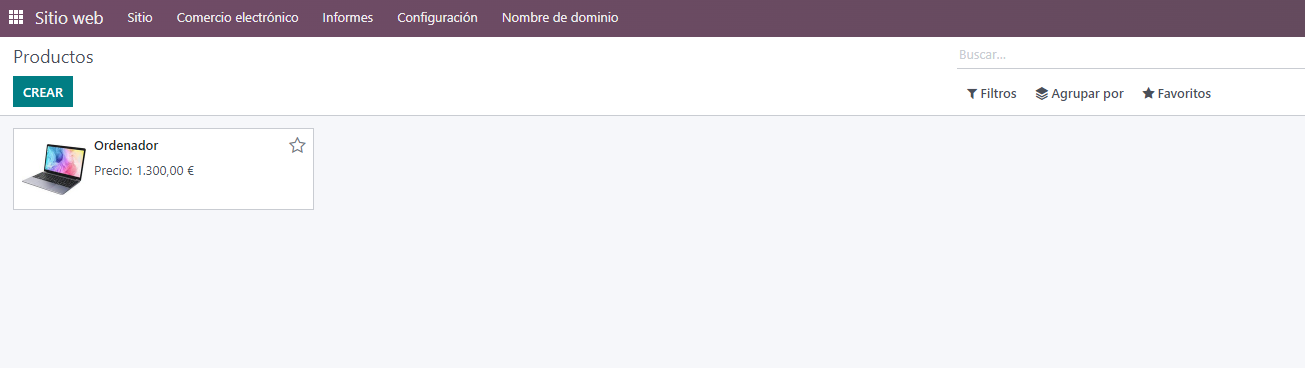 Sitio web Sitio Comercio electrónico Informes Configuración Nombre de dominio
Productos
Buscar...
CREAR
Filtros Agrupar por Favoritos
Ordenador
Precio: 1.300,00 €